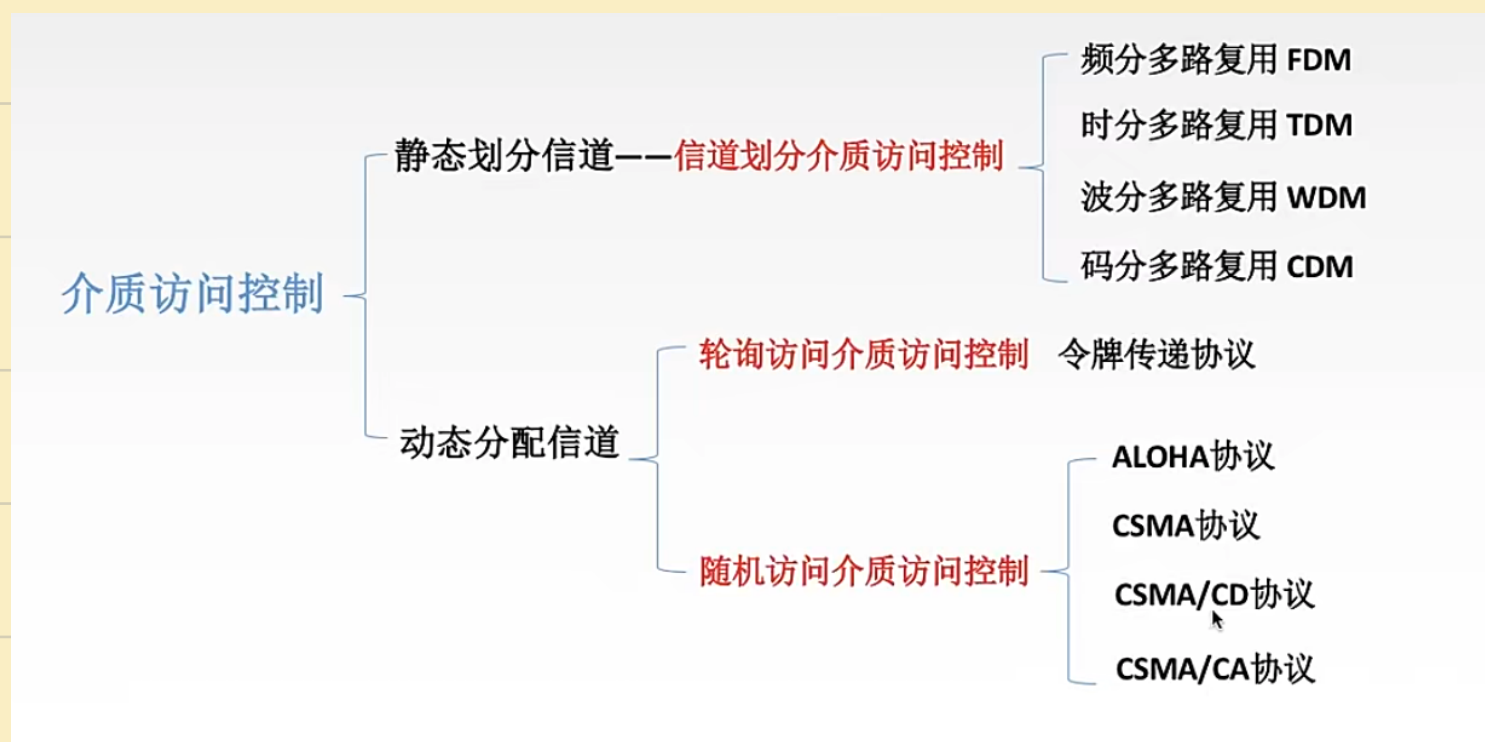 介质访问控制
静态划分信道——信道划分介质访问控制
频分多路复用 FDM
时分多路复用 TDM
波分多路复用 WDM
码分多路复用 CDM
动态分配信道
轮询访问介质访问控制 令牌传递协议
随机访问介质访问控制
ALOHA协议
CSMA协议
CSMA/CD协议
CSMA/CA协议